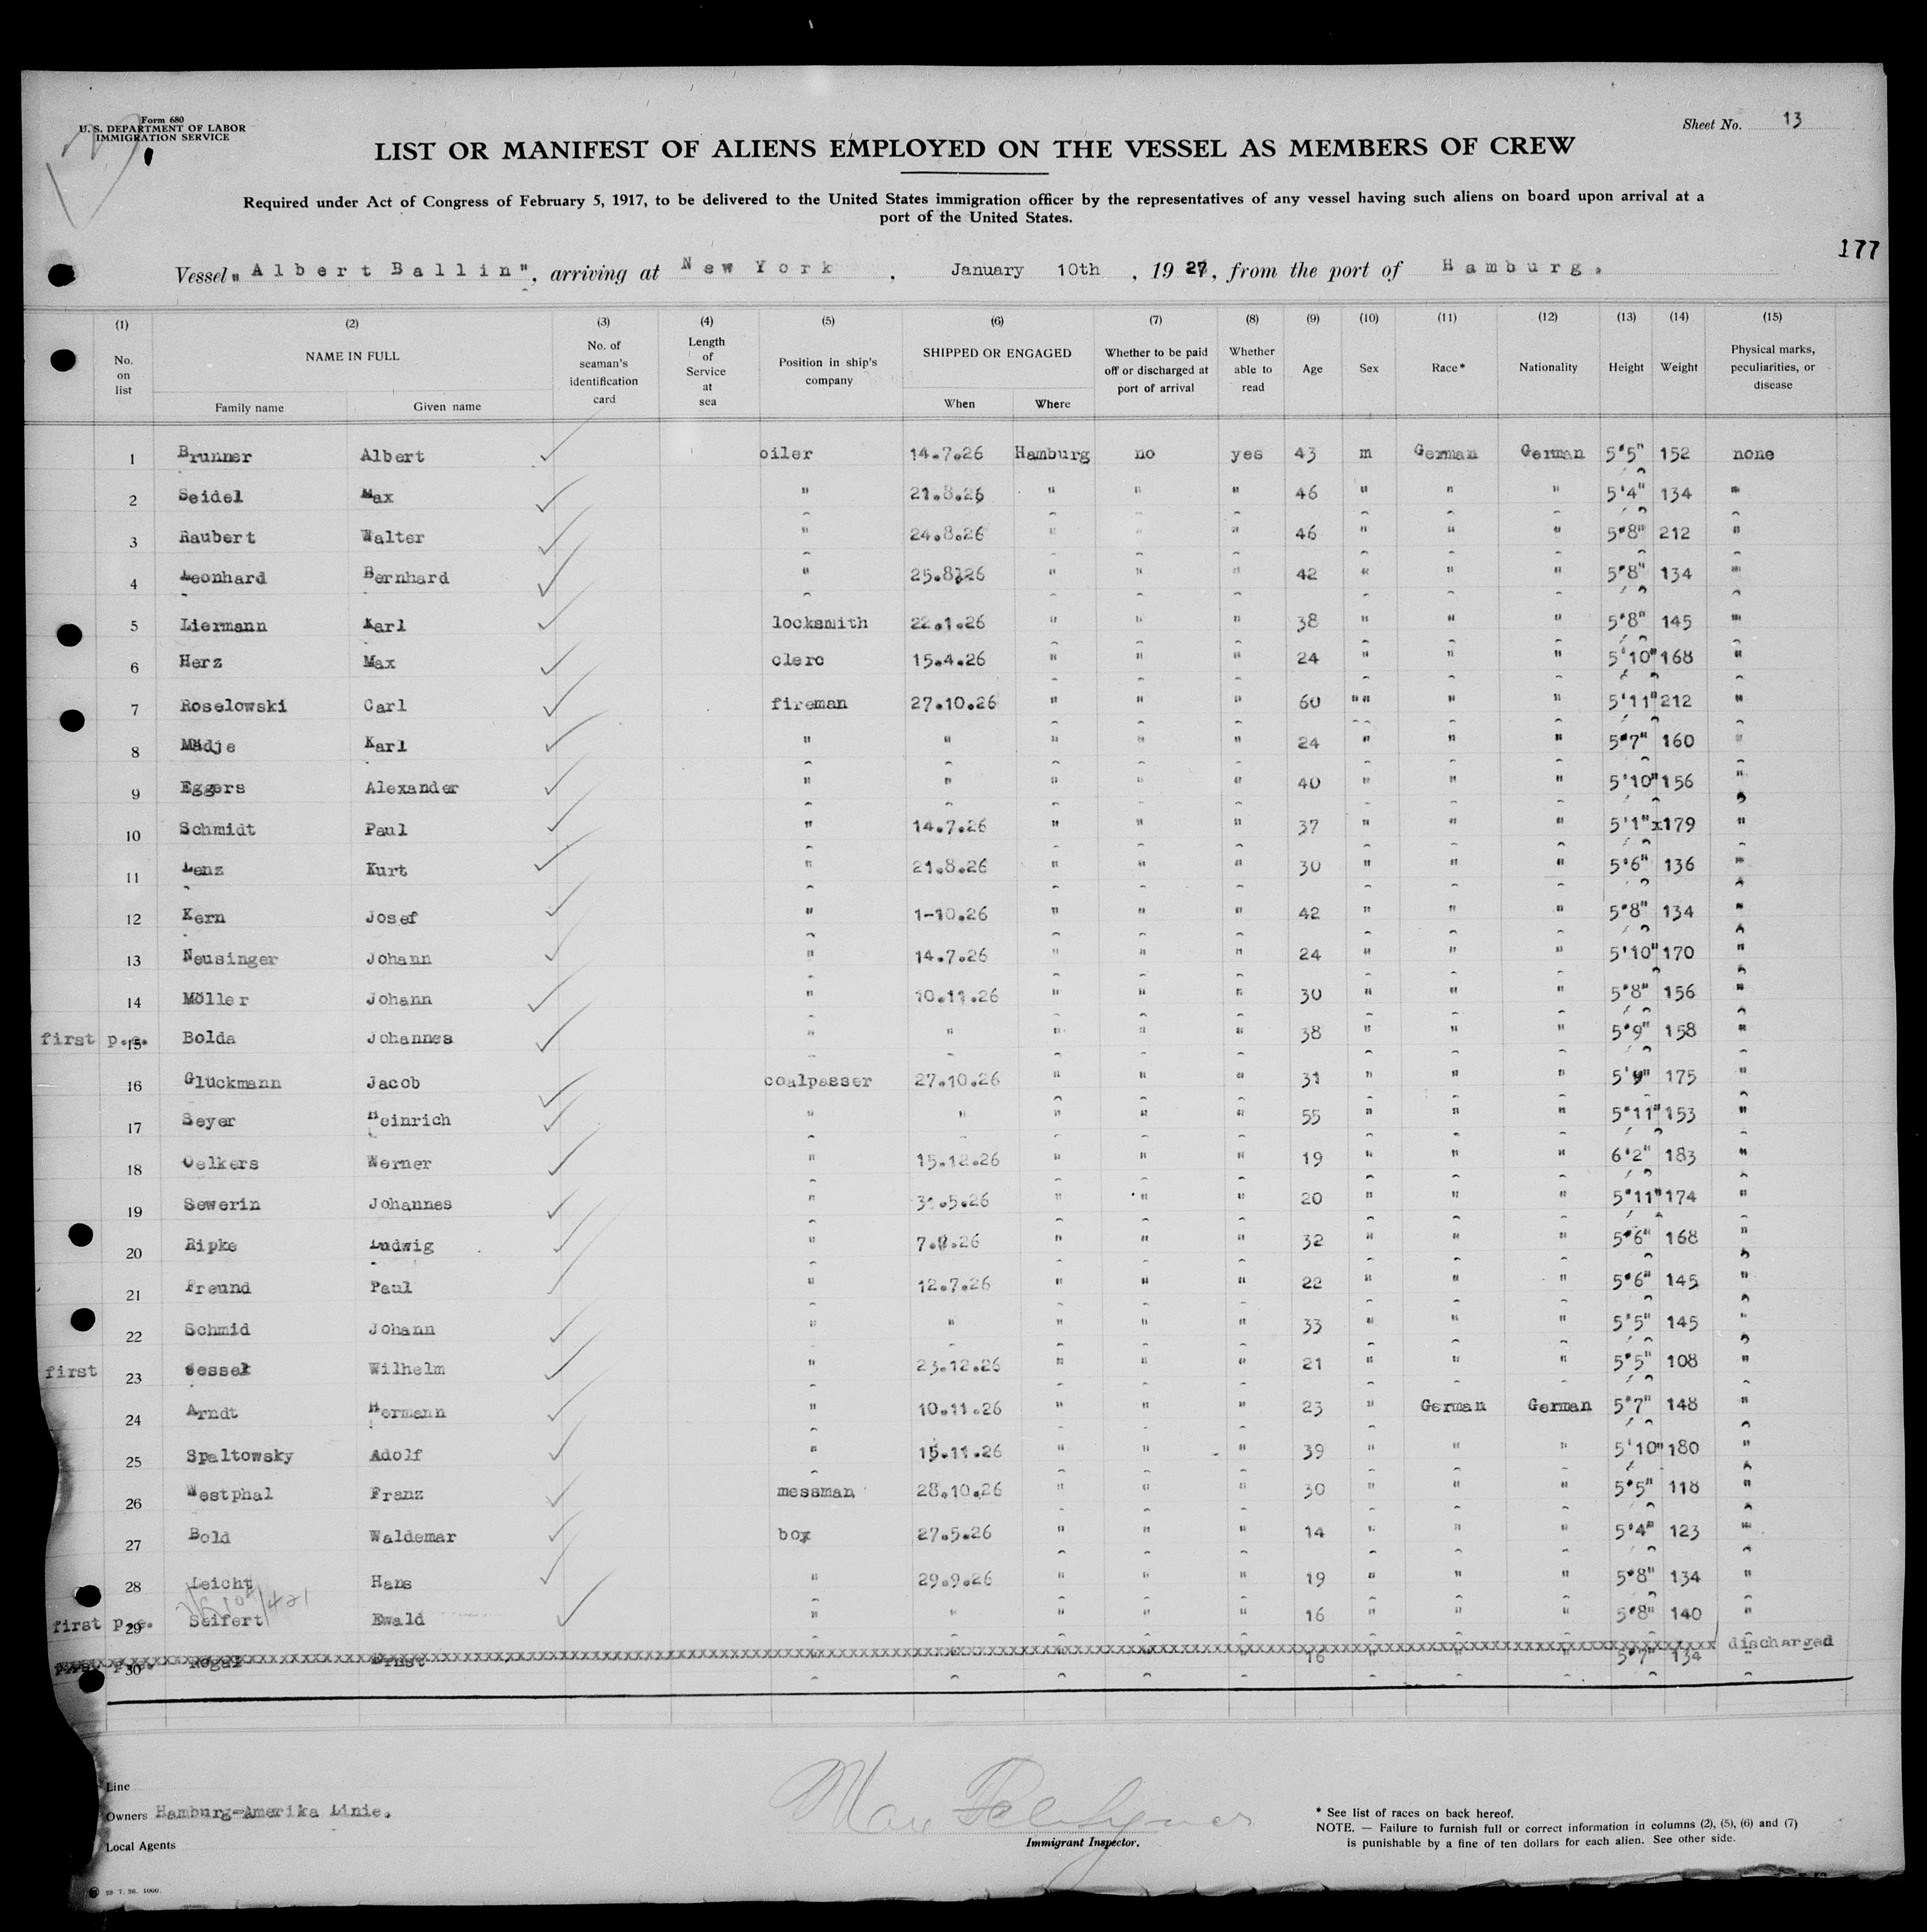 Form 680
U. S. DEPARTMENT OF LABOR
IMMIGRATION SERVICE
Sheet No. 13
LIST OR MANIFEST OF ALIENS EMPLOYED ON THE VESSEL AS MEMBERS OF CREW
Required under Act of Congress of February 5, 1917, to be delivered to the United States immigration officer by the representatives of any vessel having such aliens on board upon arrival at a
port of the United States.
177
Vessel "Albert Ballin", arriving at New York, January 10th, 1927, from the port of Hamburg.
(1) (2) (3) (4) (5) (6) (7) (8) (9) (10) (11) (12) (13) (14) (15)
No. on list NAME IN FULL Family name Given name No. of seaman's identification card Length of Service at sea Position in ship's company SHIPPED OR ENGAGED When Where Whether to be paid off or discharged at port of arrival Whether able to read Age Sex Race* Nationality Height Weight Physical marks, peculiarities, or disease
1 Brunner Albert oiler 14.7.26 Hamburg no yes 43 m German German 5'5" 152 none
2 Seidel Max " 21.8.26 " " " 46 " " " 5'4" 134 "
3 Raubert Walter " 24.8.26 " " " 46 " " " 5'8" 212 "
4 Leonhard Bernhard " 25.8.26 " " " 42 " " " 5'8" 134 "
5 Liermann Karl locksmith 22.1.26 " " " 38 " " " 5'8" 145 "
6 Herz Max clerc 15.4.26 " " " 24 " " " 5'10" 168 "
7 Roselowski Carl fireman 27.10.26 " " " 60 "" " " 5'11" 212 "
8 Mädje Karl " " " " " 24 " " " 5'7" 160 "
9 Eggers Alexander " " " " " 40 " " " 5'10" 156 "
10 Schmidt Paul " 14.7.26 " " " 37 " " " 5'1"x179 "
11 Lenz Kurt " 21.8.26 " " " 30 " " " 5'6" 136 "
12 Kern Josef " 1-10.26 " " " 42 " " " 5'8" 134 "
13 Neusinger Johann " 14.7.26 " " " 24 " " " 5'10" 170 "
14 Möller Johann " 10.11.26 " " " 30 " " " 5'8" 156 "
first p.e. 15 Bolda Johannes " " " " " 38 " " " 5'9" 158 "
16 Glückmann Jacob coalpasser 27.10.26 " " " 31 " " " 5'9" 175 "
17 Seyer Heinrich " " " " " 55 " " " 5'11" 153 "
18 Oelkers Werner " 15.12.26 " " " 19 " " " 6'2" 183 "
19 Sewerin Johannes " 31.5.26 " " " 20 " " " 5'11" 174 "
20 Ripke Ludwig " " " " 32 " " " 5'6" 168 "
21 Freund Paul " 12.7.26 " " " 22 " " " 5'6" 145 "
22 Schmid Johann " " " " " 33 " " " 5'5" 145 "
first 23 Wilhelm " 23.12.26 " " " 21 " " " 5'5" 108 "
24 Arndt Hermann " 10.11.26 " " " 23 " German German 5'7" 148 "
25 Spaltowsky Adolf " 15.11.26 " " " 39 " " " 5'10" 180 "
26 Westphal Franz messman 28.10.26 " " " 30 " " " 5'5" 118 "
27 Bold Waldemar boy 27.5.26 " " " 14 " " " 5'4" 123 "
28 Leicht Hans " 29.9.26 " " " 19 " " " 5'8" 134 "
first p.e. 29 Seifert Ewald " " " " " 16 " " " 5'8" 140 "
first p.e. 30 Rogal Ernst " " " " " 16 " " " 5'7" 134 " discharged
Line
Owners Hamburg-Amerika Linie.
Local Agents
Immigrant Inspector.
* See list of races on back hereof.
NOTE. — Failure to furnish full or correct information in columns (2), (5), (6) and (7)
is punishable by a fine of ten dollars for each alien. See other side.
28 7. 26. 1000.